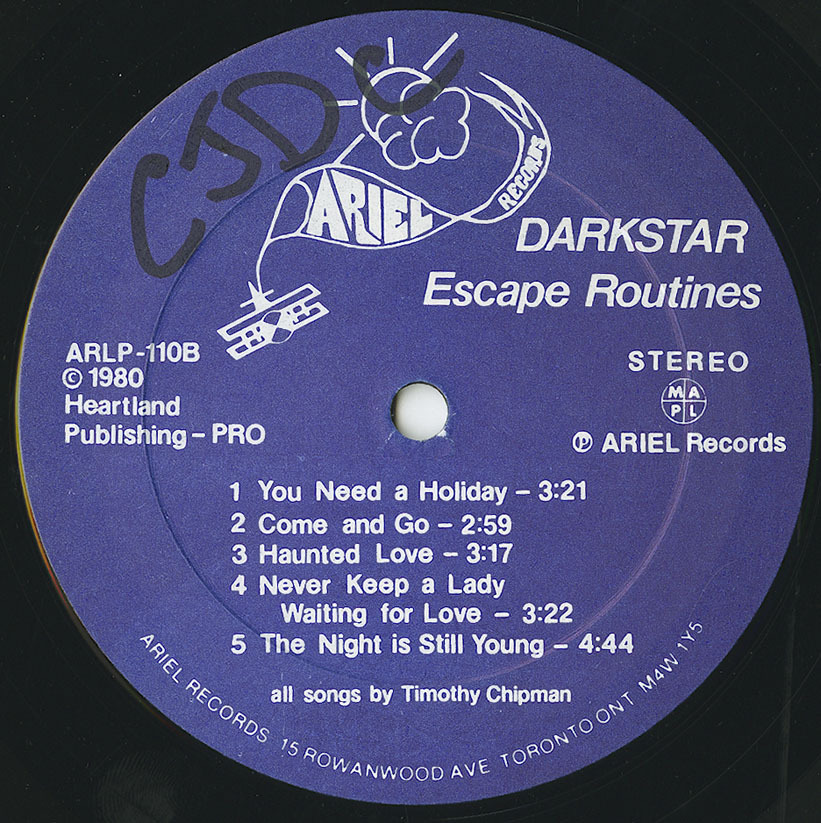 CJDC
ARIEL
RECORDS
DARKSTAR
Escape Routines
ARLP-110B
© 1980
Heartland
Publishing – PRO
STEREO
M A
P L
℗ ARIEL Records
1 You Need a Holiday – 3:21
2 Come and Go – 2:59
3 Haunted Love – 3:17
4 Never Keep a Lady
Waiting for Love – 3:22
5 The Night is Still Young – 4:44
all songs by Timothy Chipman
ARIEL RECORDS 15 ROWANWOOD AVE TORONTO ONT M4W 1Y5